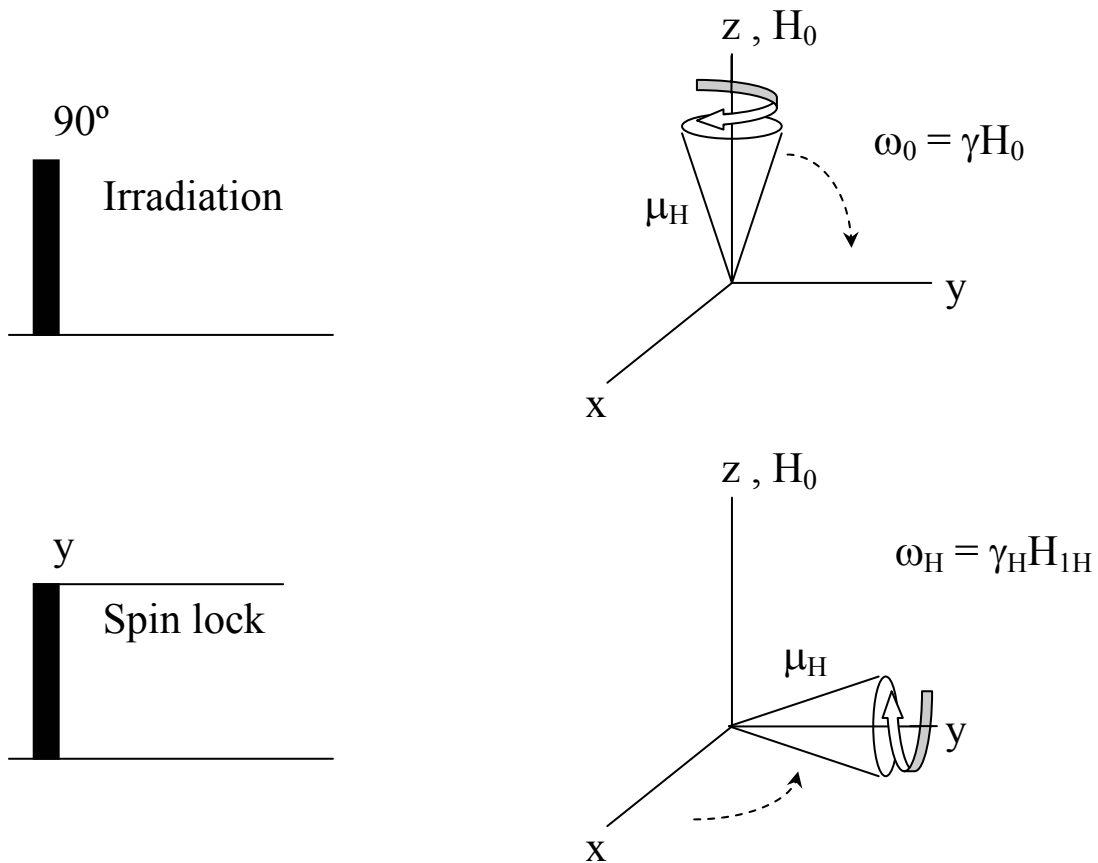 z , H₀
90º
Irradiation
ω₀ = γH₀
μH
y
x
z , H₀
y
ωH = γHH1H
Spin lock
μH
y
x